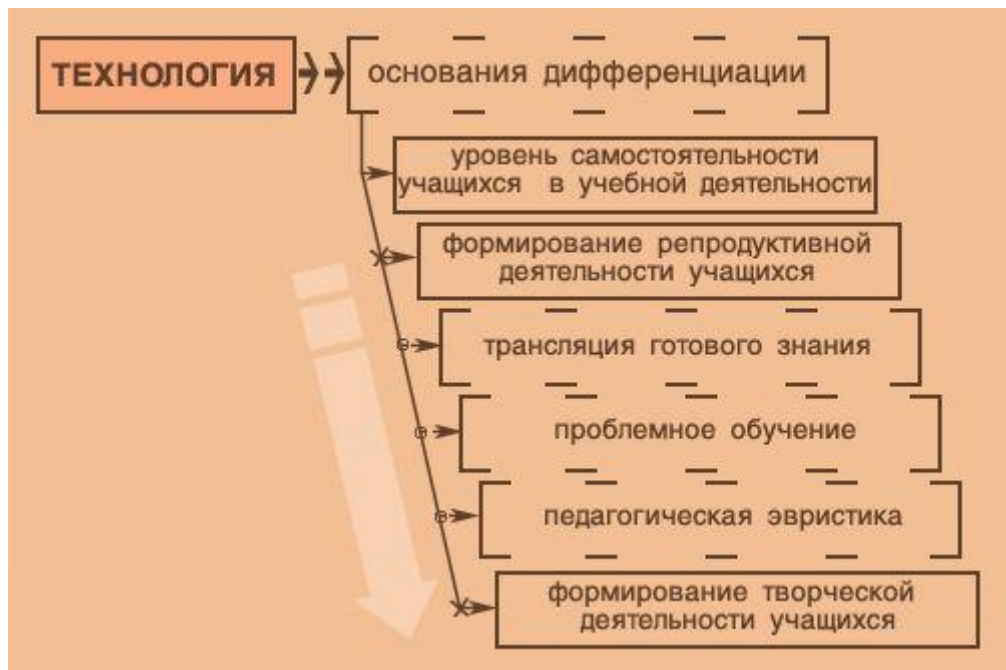 ТЕХНОЛОГИЯ
основания дифференциации
уровень самостоятельности
учащихся в учебной деятельности
формирование репродуктивной
деятельности учащихся
трансляция готового знания
проблемное обучение
педагогическая эвристика
формирование творческой
деятельности учащихся